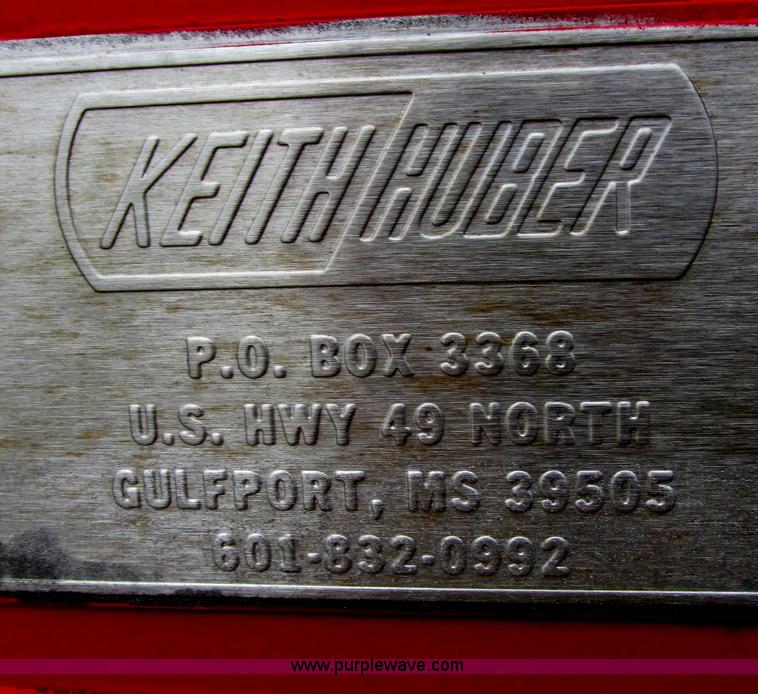 KEITH HUBER
P.O. BOX 3368
U.S. HWY 49 NORTH
GULFPORT, MS 39505
601-832-0992
www.purplewave.com